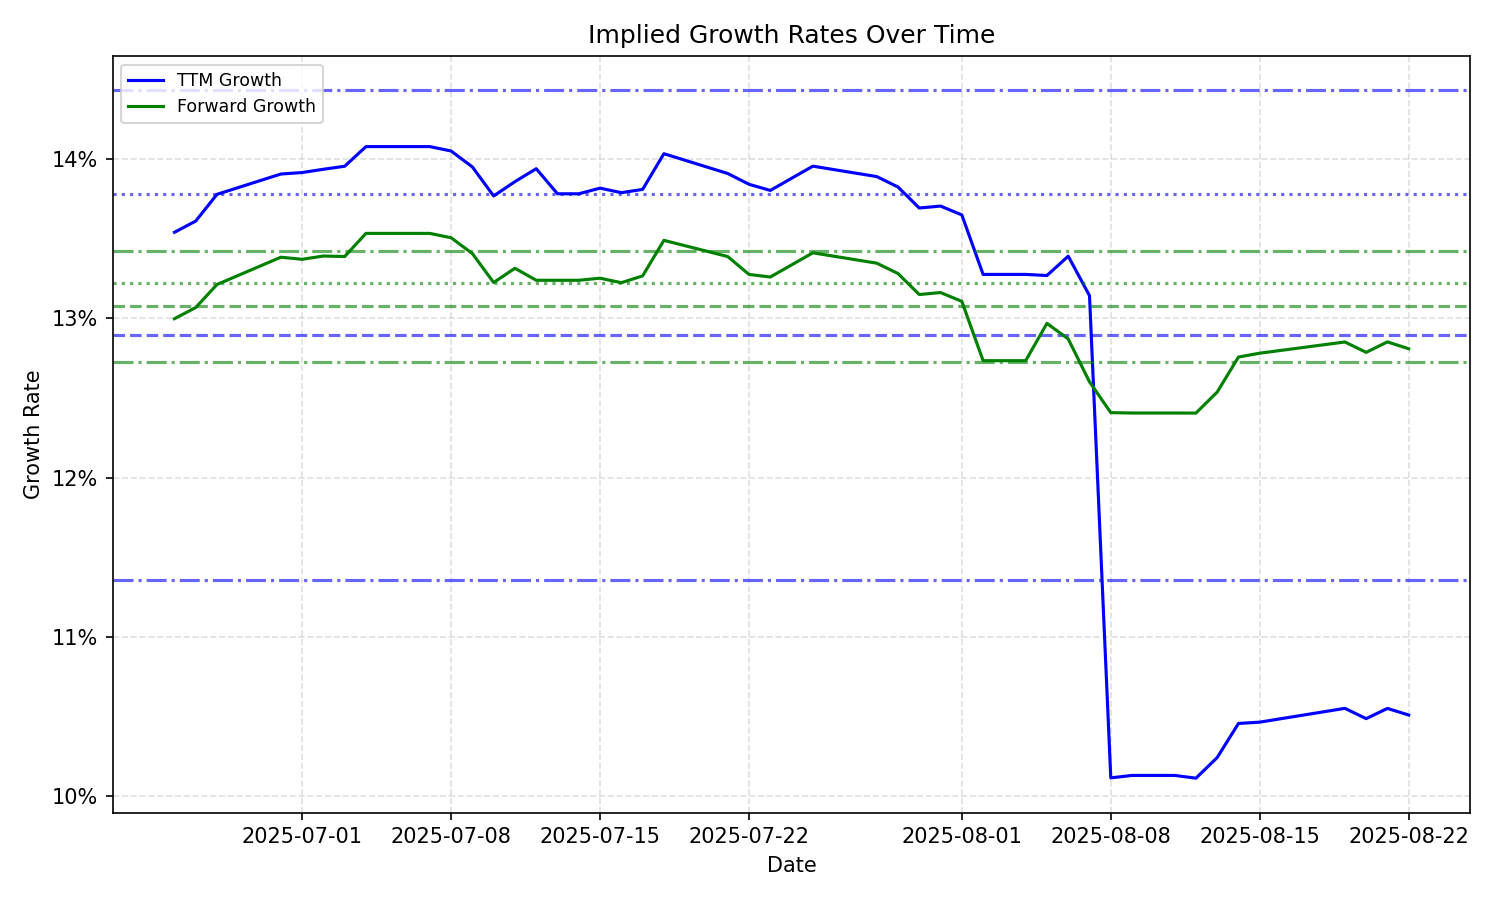 Implied Growth Rates Over Time
TTM Growth
Forward Growth
14%
13%
12%
11%
10%
Growth Rate
2025-07-01
2025-07-08
2025-07-15
2025-07-22
2025-08-01
2025-08-08
2025-08-15
2025-08-22
Date